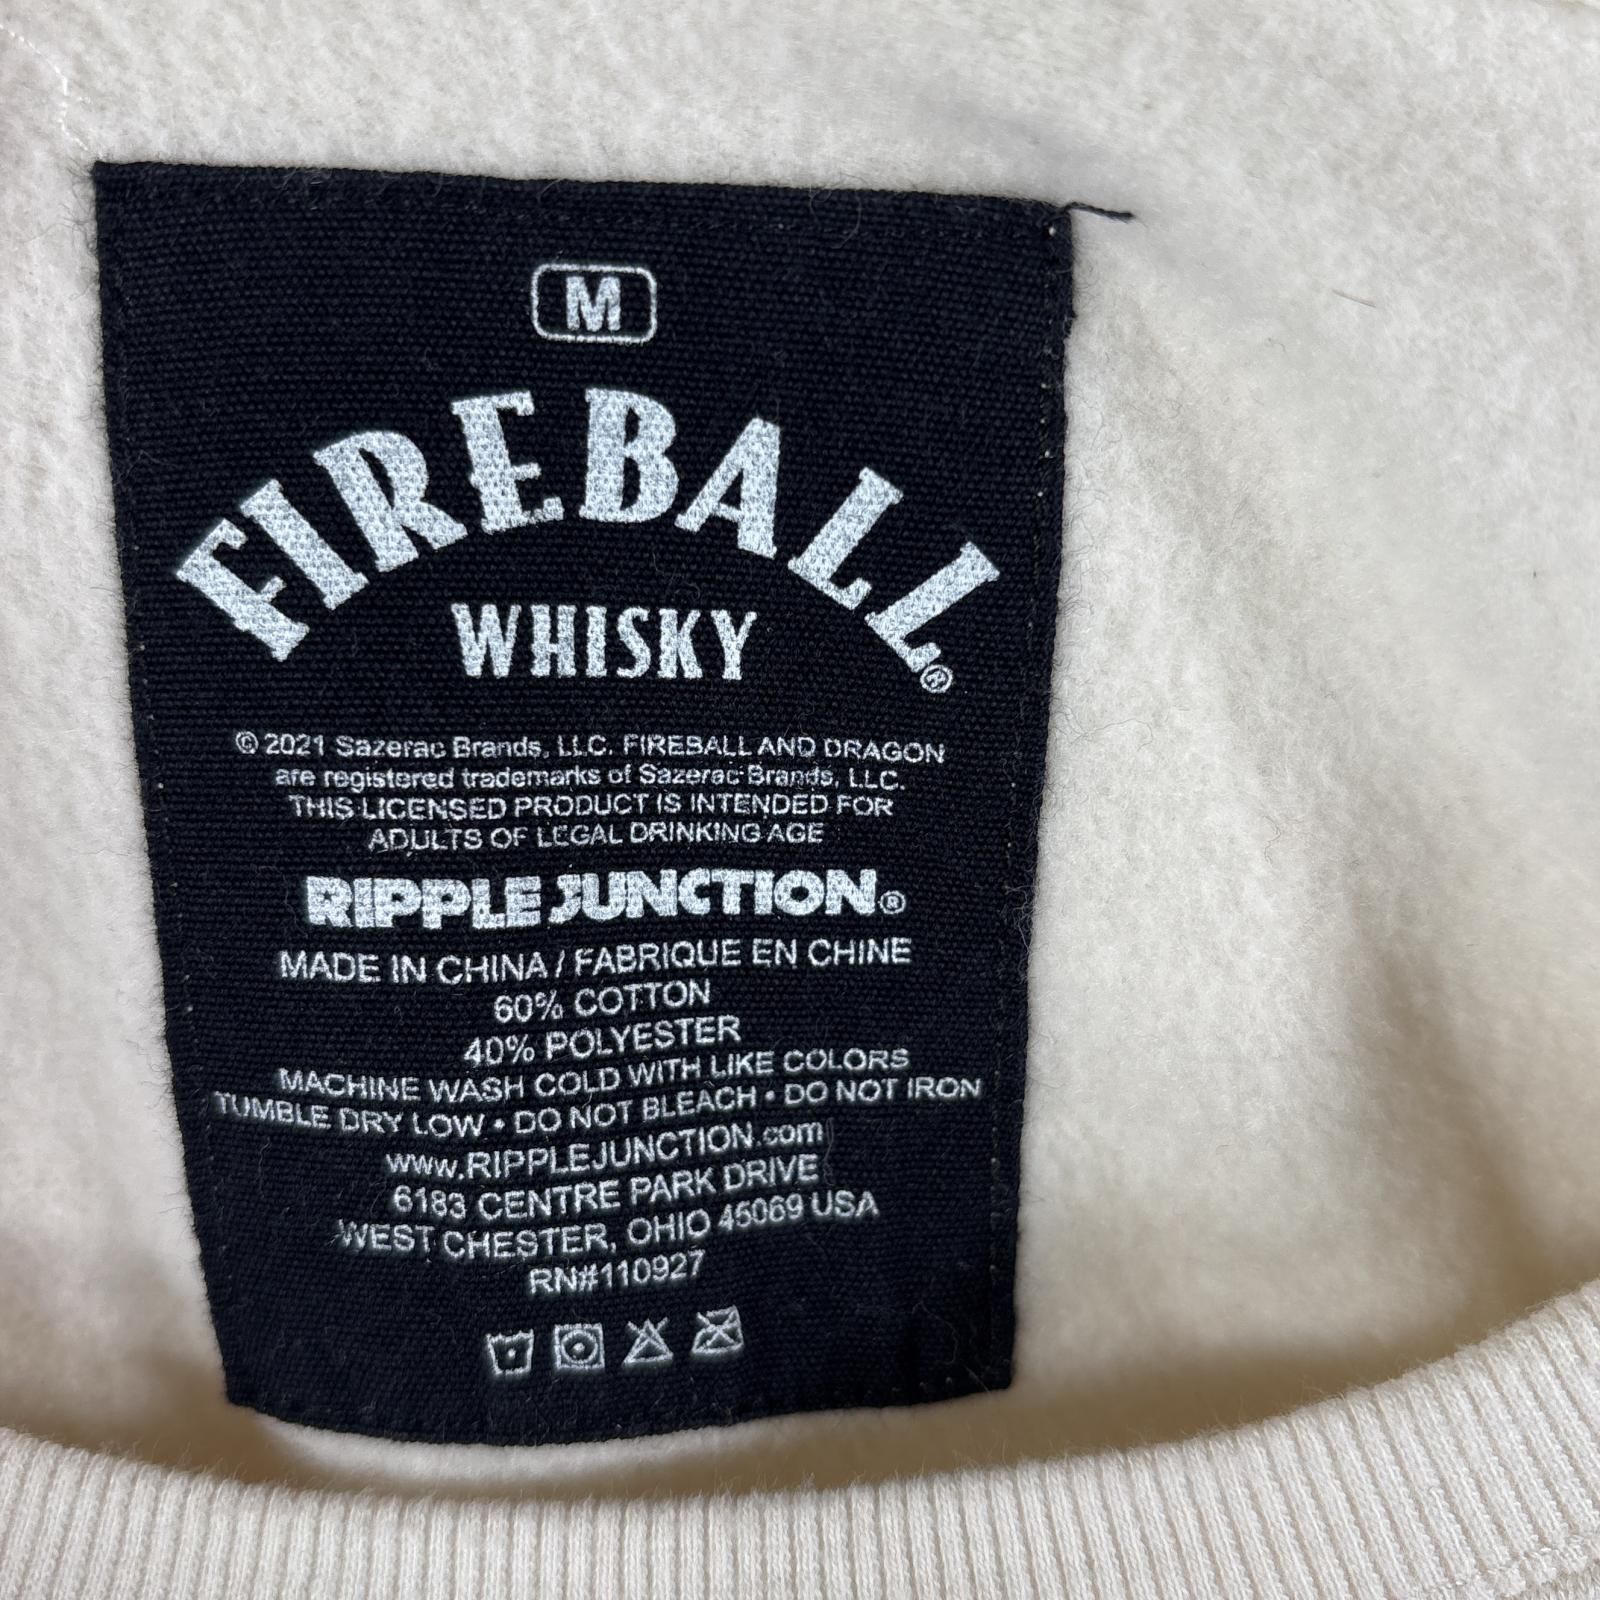 M
FIREBALL
WHISKY
®
© 2021 Sazerac Brands, LLC. FIREBALL AND DRAGON
are registered trademarks of Sazerac Brands, LLC.
THIS LICENSED PRODUCT IS INTENDED FOR
ADULTS OF LEGAL DRINKING AGE
RIPPLE JUNCTION®
MADE IN CHINA / FABRIQUE EN CHINE
60% COTTON
40% POLYESTER
MACHINE WASH COLD WITH LIKE COLORS
TUMBLE DRY LOW • DO NOT BLEACH • DO NOT IRON
www.RIPPLEJUNCTION.com
6183 CENTRE PARK DRIVE
WEST CHESTER, OHIO 45069 USA
RN#110927